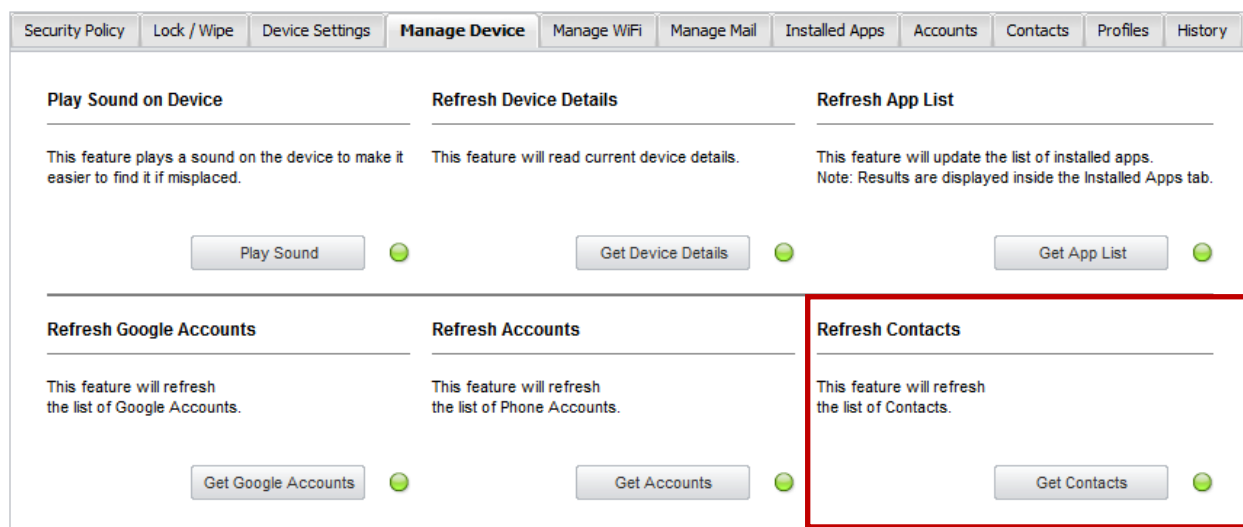 Security Policy Lock / Wipe Device Settings Manage Device Manage WiFi Manage Mail Installed Apps Accounts Contacts Profiles History
Play Sound on Device
This feature plays a sound on the device to make it
easier to find it if misplaced.
Play Sound
Refresh Device Details
This feature will read current device details.
Get Device Details
Refresh App List
This feature will update the list of installed apps.
Note: Results are displayed inside the Installed Apps tab.
Get App List
Refresh Google Accounts
This feature will refresh
the list of Google Accounts.
Get Google Accounts
Refresh Accounts
This feature will refresh
the list of Phone Accounts.
Get Accounts
Refresh Contacts
This feature will refresh
the list of Contacts.
Get Contacts